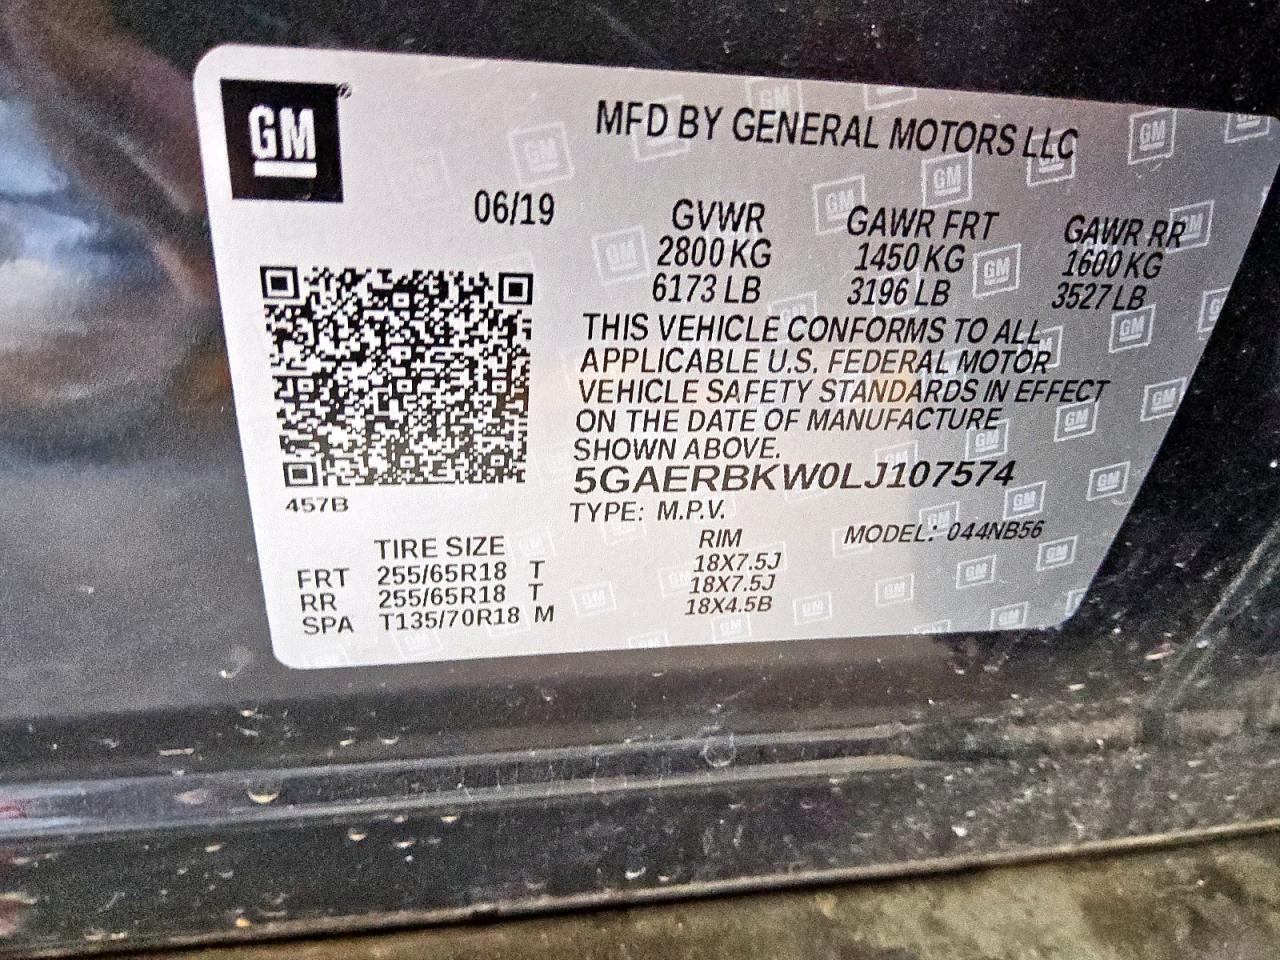 GM
MFD BY GENERAL MOTORS LLC
06/19
GVWR GAWR FRT GAWR RR
2800 KG 1450 KG 1600 KG
6173 LB 3196 LB 3527 LB
THIS VEHICLE CONFORMS TO ALL
APPLICABLE U.S. FEDERAL MOTOR
VEHICLE SAFETY STANDARDS IN EFFECT
ON THE DATE OF MANUFACTURE
SHOWN ABOVE.
5GAERBKW0LJ107574
457B
TYPE: M.P.V.
MODEL: 044NB56
TIRE SIZE RIM
FRT 255/65R18 T 18X7.5J
RR 255/65R18 T 18X7.5J
SPA T135/70R18 M 18X4.5B